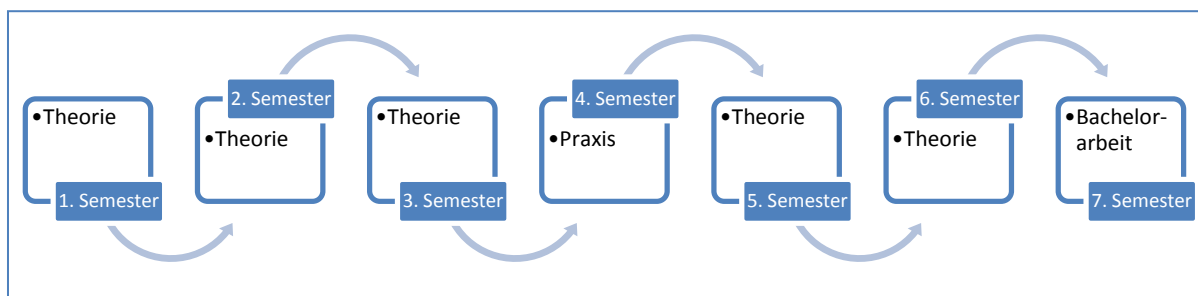 •Theorie
1. Semester
2. Semester
•Theorie
•Theorie
3. Semester
4. Semester
•Praxis
•Theorie
5. Semester
6. Semester
•Theorie
•Bachelor-
arbeit
7. Semester